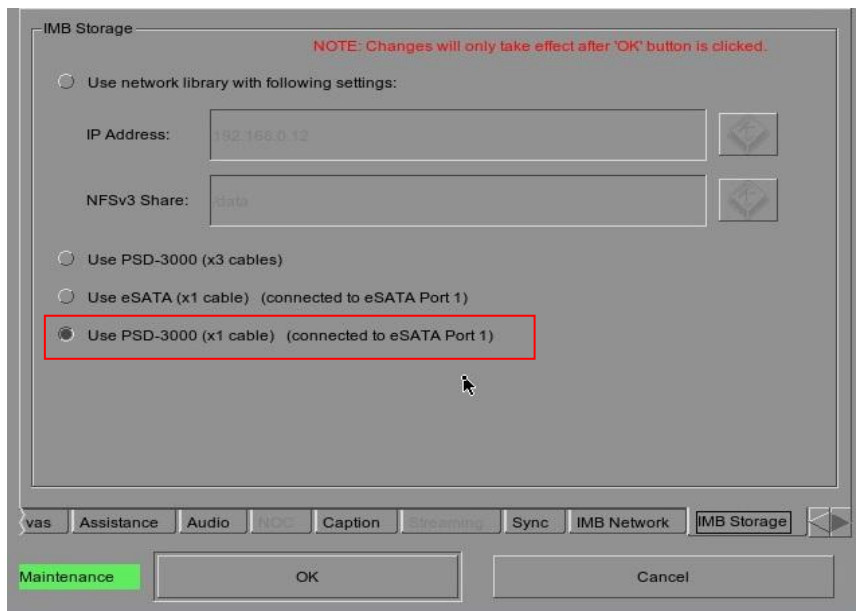 IMB Storage
NOTE: Changes will only take effect after 'OK' button is clicked.
Use network library with following settings:
IP Address:
192.168.0.12
NFSv3 Share:
/data
Use PSD-3000 (x3 cables)
Use eSATA (x1 cable) (connected to eSATA Port 1)
Use PSD-3000 (x1 cable) (connected to eSATA Port 1)
vas Assistance Audio NOC Caption Streaming Sync IMB Network IMB Storage
Maintenance OK Cancel